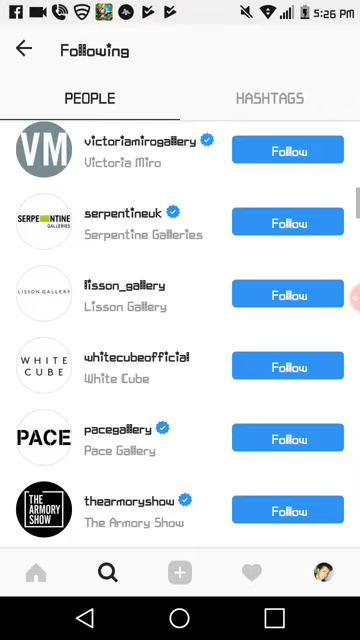 5:26 PM
Following
PEOPLE
HASHTAGS
VM
victoriamirogallery
Victoria Miro
Follow
SERPENTINE
GALLERIES
serpentineuk
Serpentine Galleries
Follow
LISSON GALLERY
lisson_gallery
Lisson Gallery
Follow
WHITE
CUBE
whitecubeofficial
White Cube
Follow
PACE
pacegallery
Pace Gallery
Follow
THE
ARMORY
SHOW
thearmoryshow
The Armory Show
Follow